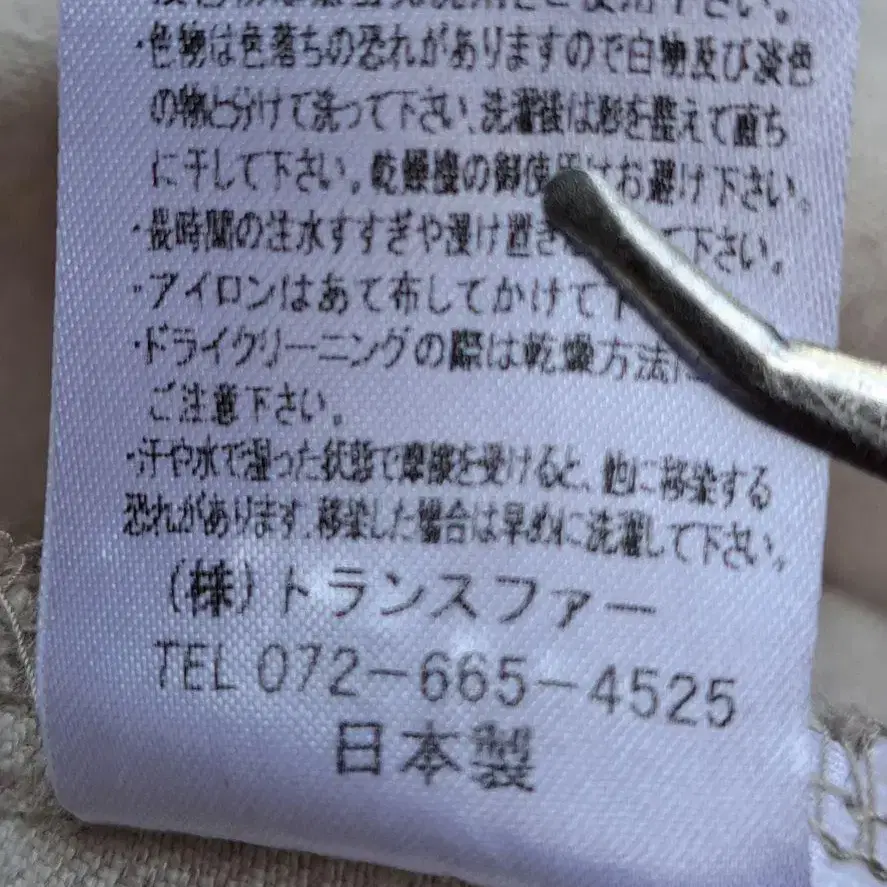 ・色物は色落ちの恐れがありますので白物及び淡色
の物と分けて洗って下さい、洗濯後は形を整えて直ち
に干して下さい。乾燥機の御使用はお避け下さい。
・長時間の注水すすぎや浸け置き して下さい。
・アイロンはあて布してかけて下
・ドライクリーニングの際は乾燥方法に
ご注意下さい。
・汗や水で湿った状態で摩擦を受けると、他に移染する
恐れがあります。移染した場合は早めに洗濯して下さい。
(株)トランスファー
TEL 072-665-4525
日本製